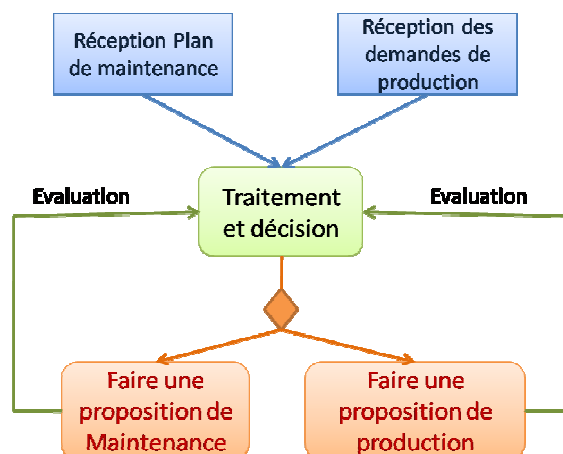 Réception Plan
de maintenance
Réception des
demandes de
production
Evaluation
Traitement
et décision
Evaluation
Faire une
proposition de
Maintenance
Faire une
proposition de
production